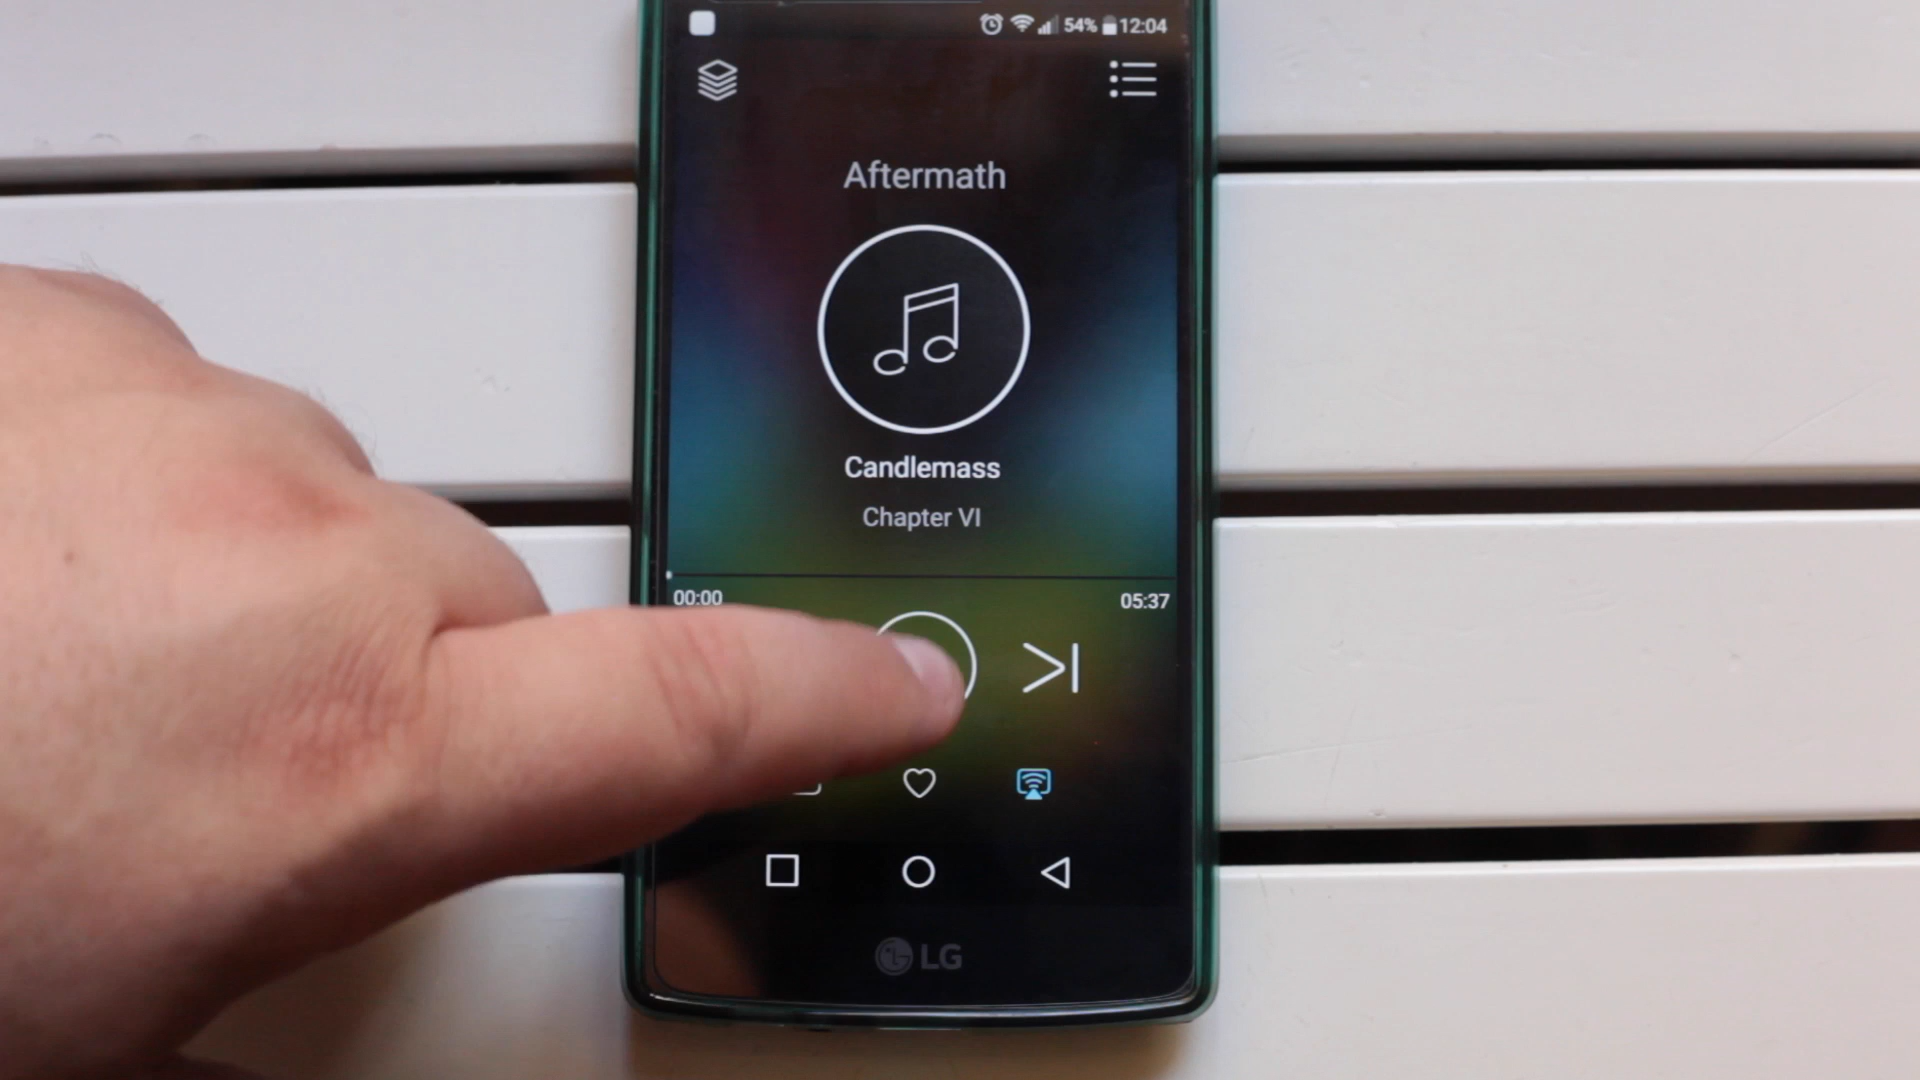 54% 12:04
Aftermath
Candlemass
Chapter VI
00:00 05:37
LG